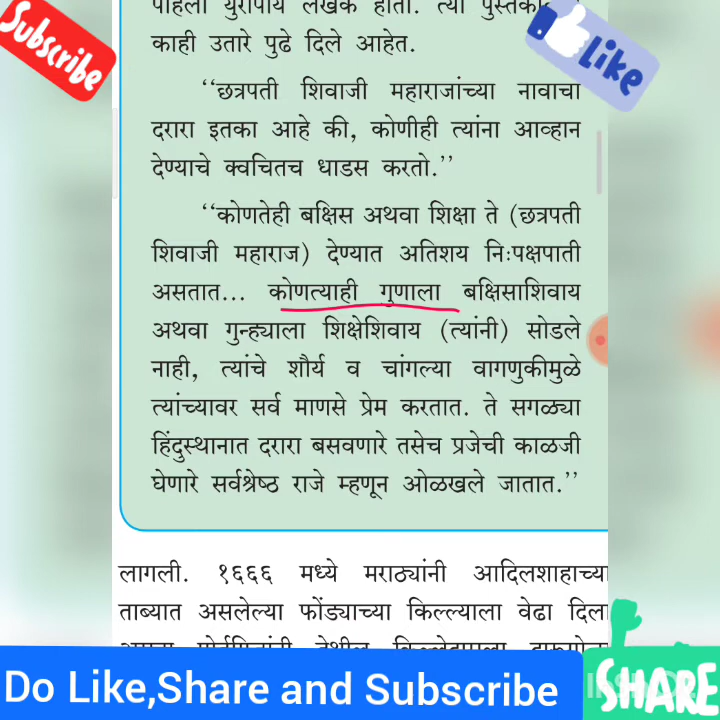 पहिला युरोपीय लेखक होता. त्या
काही उतारे पुढे दिले आहेत.
‘‘छत्रपती शिवाजी महाराजांच्या नावाचा
दरारा इतका आहे की, कोणीही त्यांना आव्हान
देण्याचे क्वचितच धाडस करतो.’’
‘‘कोणतेही बक्षिस अथवा शिक्षा ते (छत्रपती
शिवाजी महाराज) देण्यात अतिशय निःपक्षपाती
असतात... कोणत्याही गुणाला बक्षिसाशिवाय
अथवा गुन्ह्याला शिक्षेशिवाय (त्यांनी) सोडले
नाही, त्यांचे शौर्य व चांगल्या वागणुकीमुळे
त्यांच्यावर सर्व माणसे प्रेम करतात. ते सगळ्या
हिंदुस्थानात दरारा बसवणारे तसेच प्रजेची काळजी
घेणारे सर्वश्रेष्ठ राजे म्हणून ओळखले जातात.’’
लागली. १६६६ मध्ये मराठ्यांनी आदिलशाहाच्या
ताब्यात असलेल्या फोंड्याच्या किल्ल्याला वेढा दिला
Subscribe
Like
Do Like,Share and Subscribe
SHARE